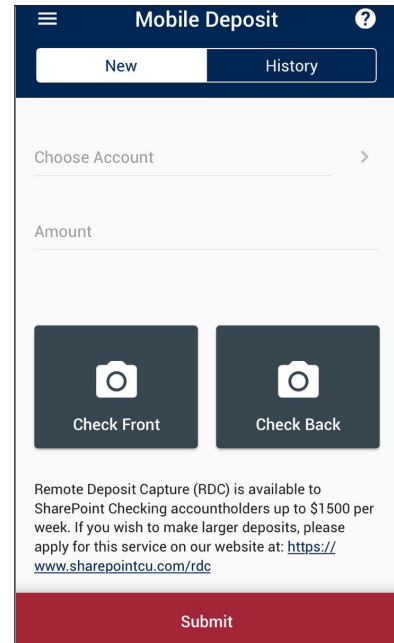 Mobile Deposit
?
New
History
Choose Account
Amount
Check Front
Check Back
Remote Deposit Capture (RDC) is available to
SharePoint Checking accountholders up to $1500 per
week. If you wish to make larger deposits, please
apply for this service on our website at: https://
www.sharepointcu.com/rdc
Submit